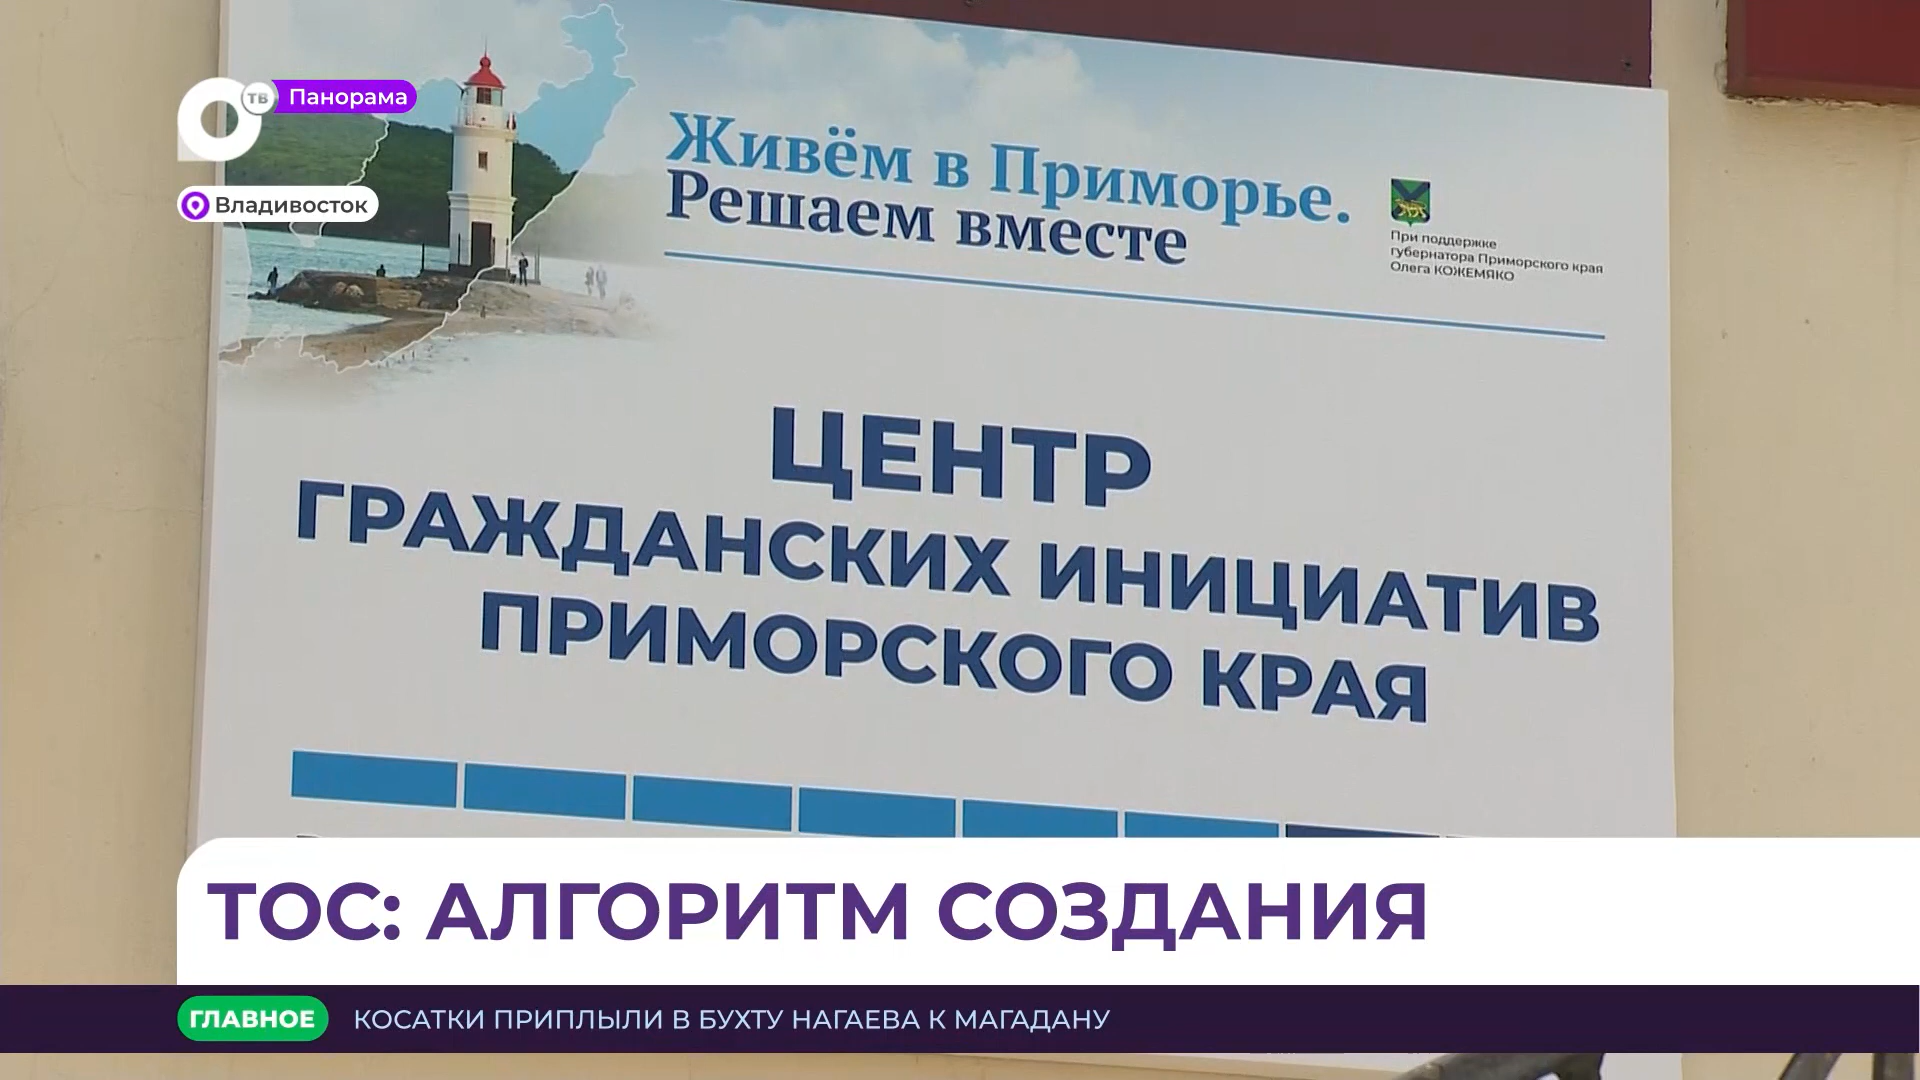 ТВ
Панорама
Владивосток
Живём в Приморье.
Решаем вместе
При поддержке
губернатора Приморского края
Олега КОЖЕМЯКО
ЦЕНТР
ГРАЖДАНСКИХ ИНИЦИАТИВ
ПРИМОРСКОГО КРАЯ
ТОС: АЛГОРИТМ СОЗДАНИЯ
ГЛАВНОЕ КОСАТКИ ПРИПЛЫЛИ В БУХТУ НАГАЕВА К МАГАДАНУ